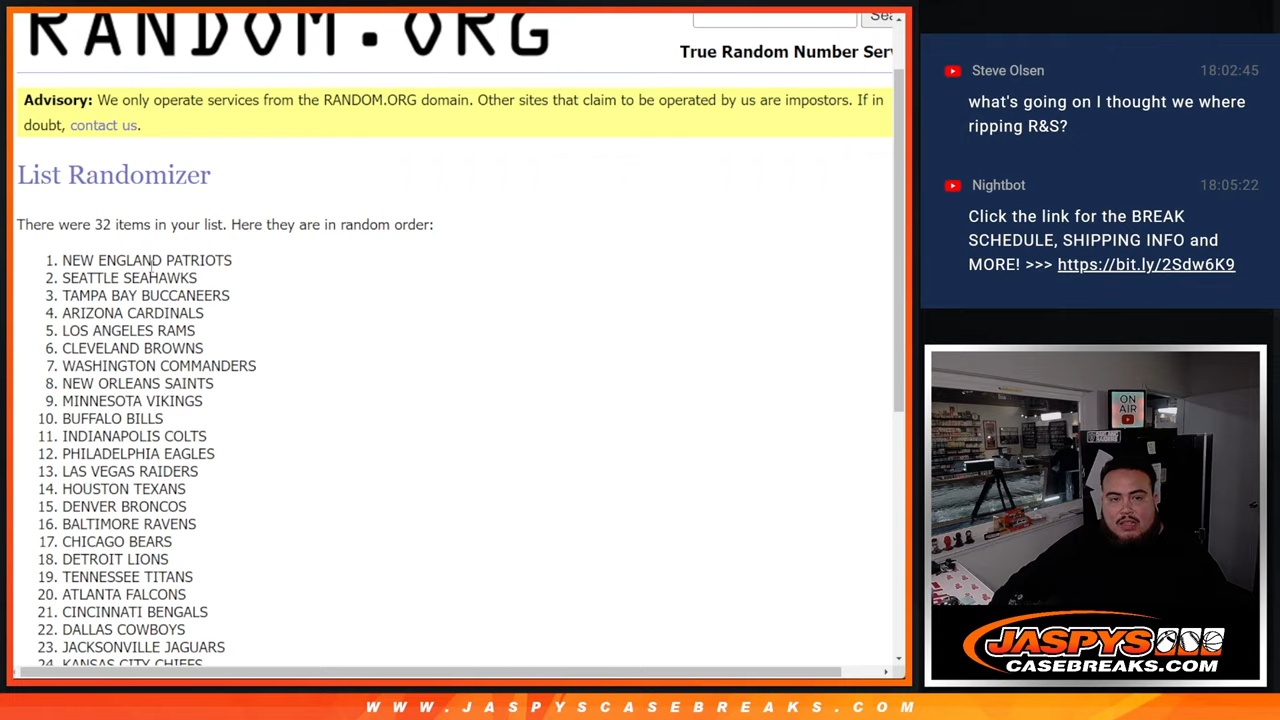 RANDOM.ORG
Sea
True Random Number Serv
Advisory: We only operate services from the RANDOM.ORG domain. Other sites that claim to be operated by us are impostors. If in
doubt, contact us.
List Randomizer
There were 32 items in your list. Here they are in random order:
1. NEW ENGLAND PATRIOTS
2. SEATTLE SEAHAWKS
3. TAMPA BAY BUCCANEERS
4. ARIZONA CARDINALS
5. LOS ANGELES RAMS
6. CLEVELAND BROWNS
7. WASHINGTON COMMANDERS
8. NEW ORLEANS SAINTS
9. MINNESOTA VIKINGS
10. BUFFALO BILLS
11. INDIANAPOLIS COLTS
12. PHILADELPHIA EAGLES
13. LAS VEGAS RAIDERS
14. HOUSTON TEXANS
15. DENVER BRONCOS
16. BALTIMORE RAVENS
17. CHICAGO BEARS
18. DETROIT LIONS
19. TENNESSEE TITANS
20. ATLANTA FALCONS
21. CINCINNATI BENGALS
22. DALLAS COWBOYS
23. JACKSONVILLE JAGUARS
24. KANSAS CITY CHIEFS
Steve Olsen 18:02:45
what's going on I thought we where
ripping R&S?
Nightbot 18:05:22
Click the link for the BREAK
SCHEDULE, SHIPPING INFO and
MORE! >>> https://bit.ly/2Sdw6K9
ON
AIR
JASPYS
CASEBREAKS.COM
WWW.JASPYSCASEBREAKS.COM